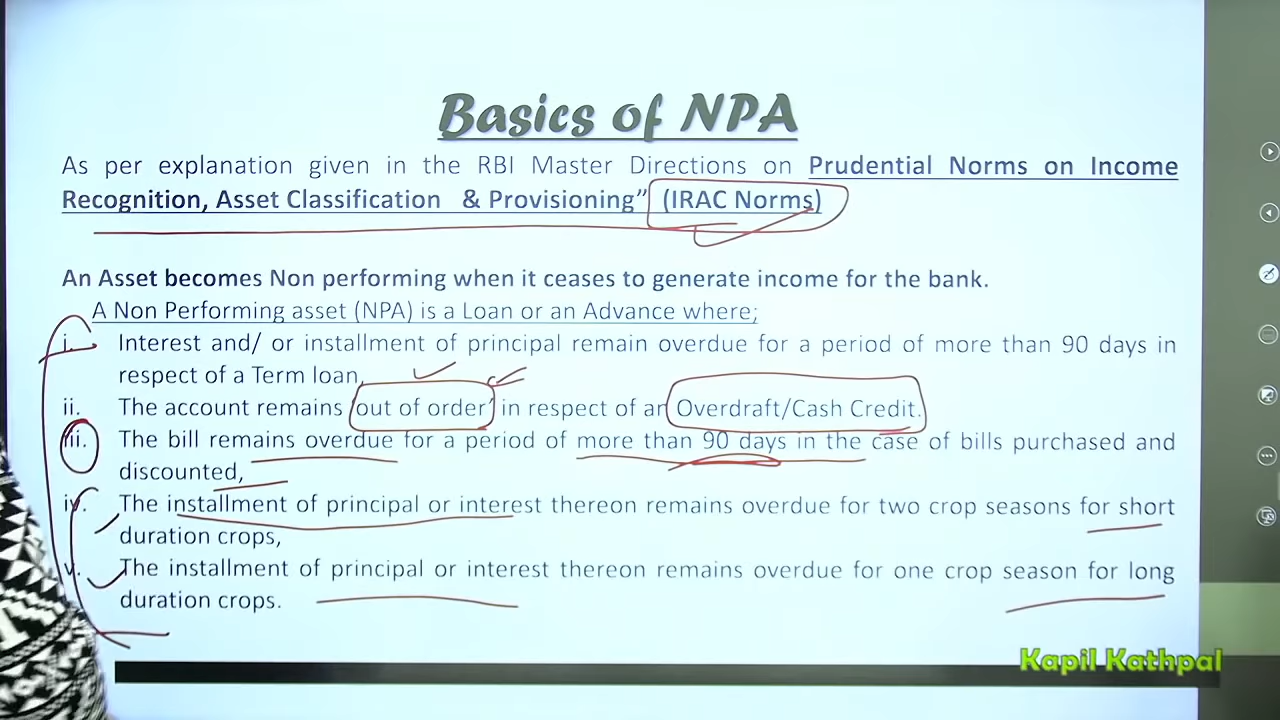 Basics of NPA
As per explanation given in the RBI Master Directions on Prudential Norms on Income
Recognition, Asset Classification & Provisioning” (IRAC Norms)
An Asset becomes Non performing when it ceases to generate income for the bank.
A Non Performing asset (NPA) is a Loan or an Advance where;
i. Interest and/ or installment of principal remain overdue for a period of more than 90 days in
respect of a Term loan,
ii. The account remains ‘out of order’ in respect of an Overdraft/Cash Credit.
iii. The bill remains overdue for a period of more than 90 days in the case of bills purchased and
discounted,
iv. The installment of principal or interest thereon remains overdue for two crop seasons for short
duration crops,
v. The installment of principal or interest thereon remains overdue for one crop season for long
duration crops.
Kapil Kathpal